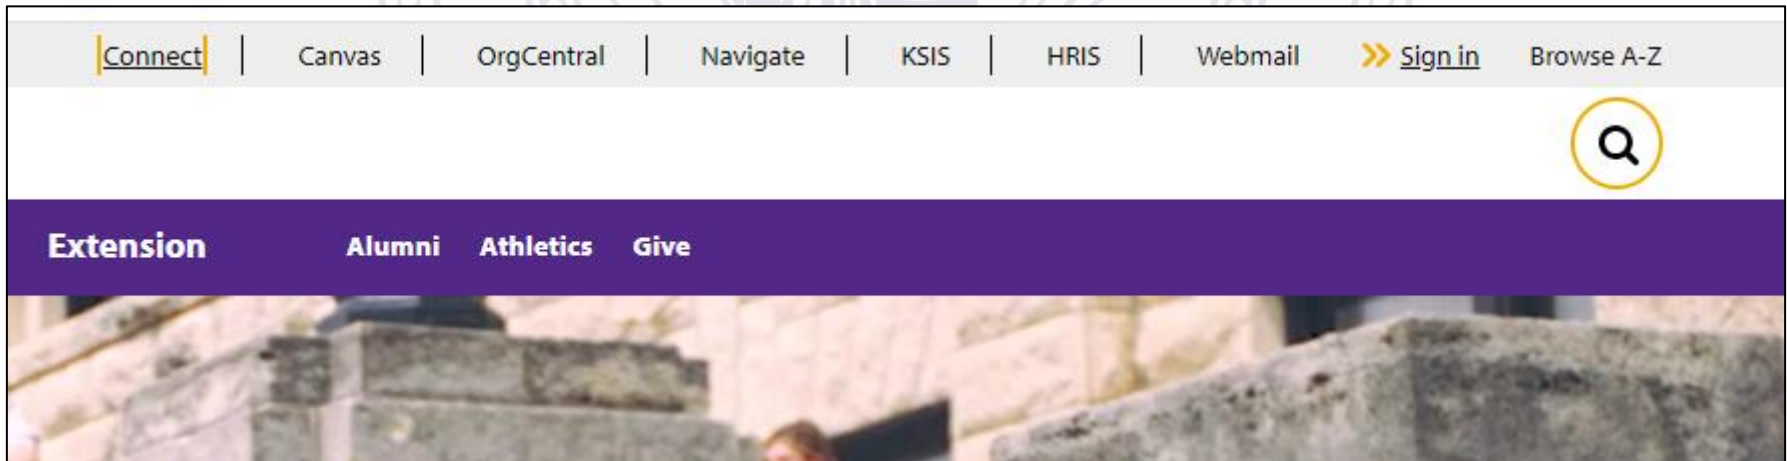 Connect | Canvas | OrgCentral | Navigate | KSIS | HRIS | Webmail » Sign in Browse A-Z
Extension Alumni Athletics Give